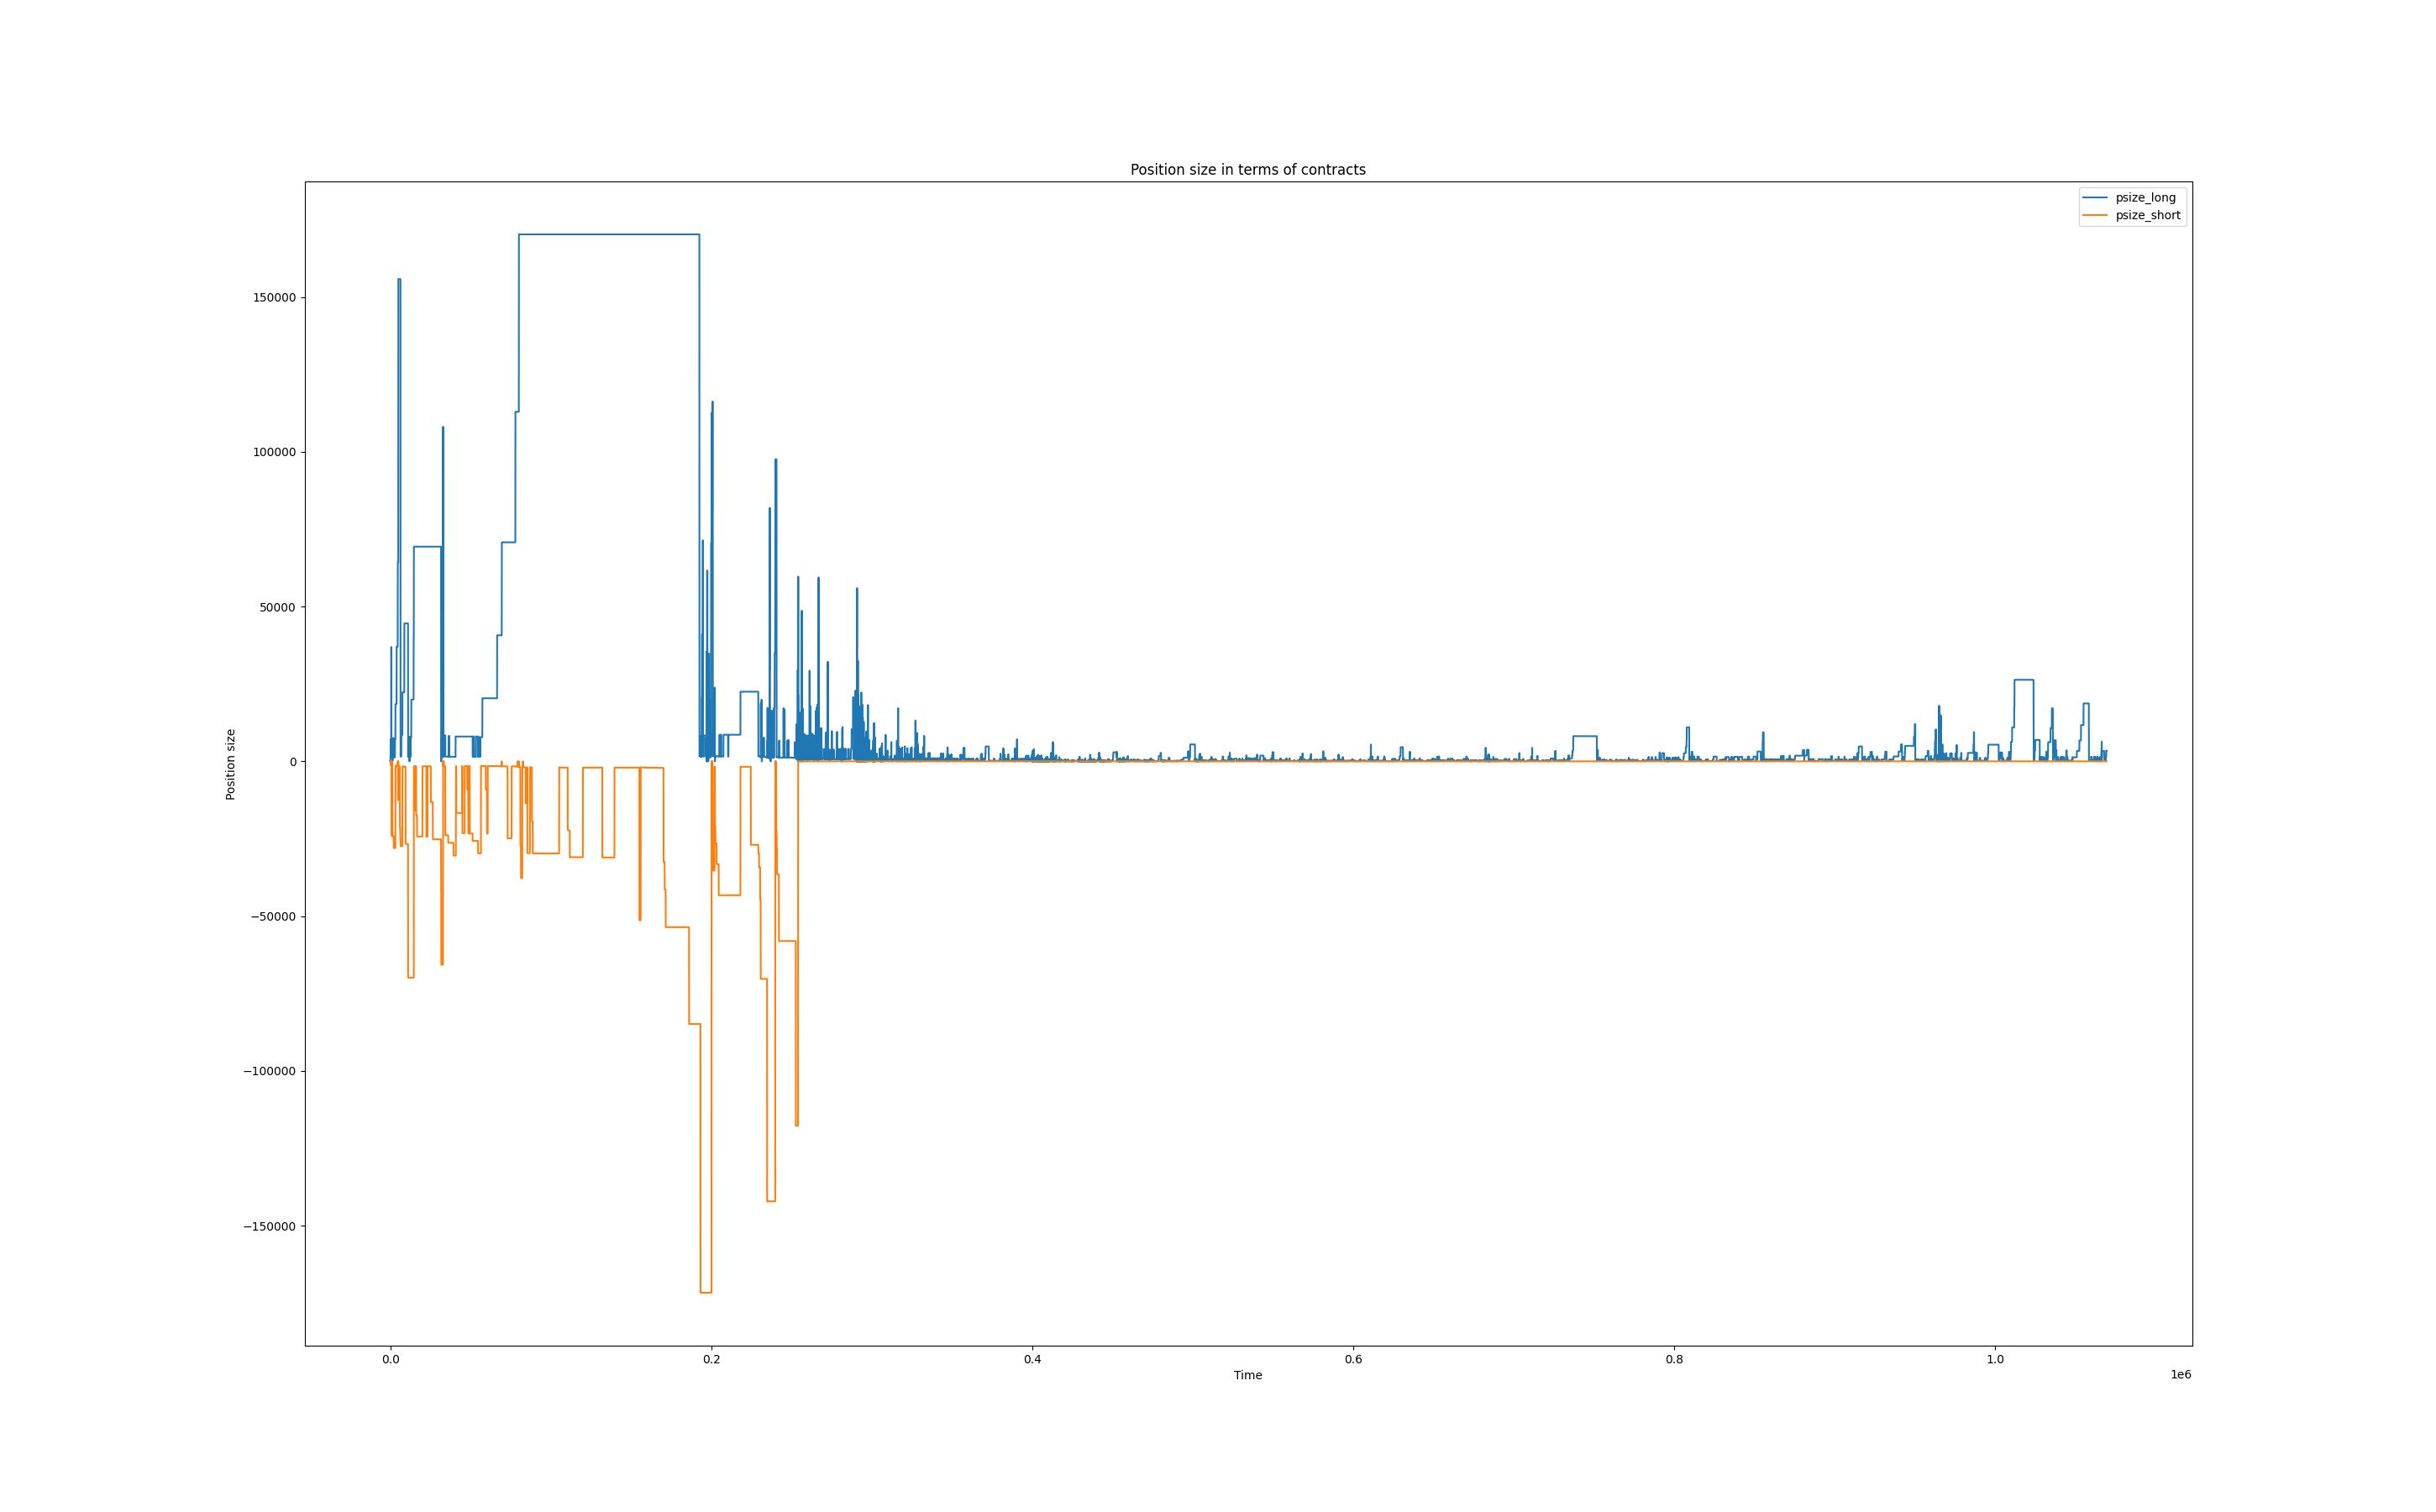 Position size in terms of contracts
psize_long
psize_short
Position size
150000
100000
50000
0
−50000
−100000
−150000
0.0
0.2
0.4
0.6
0.8
1.0
1e6
Time